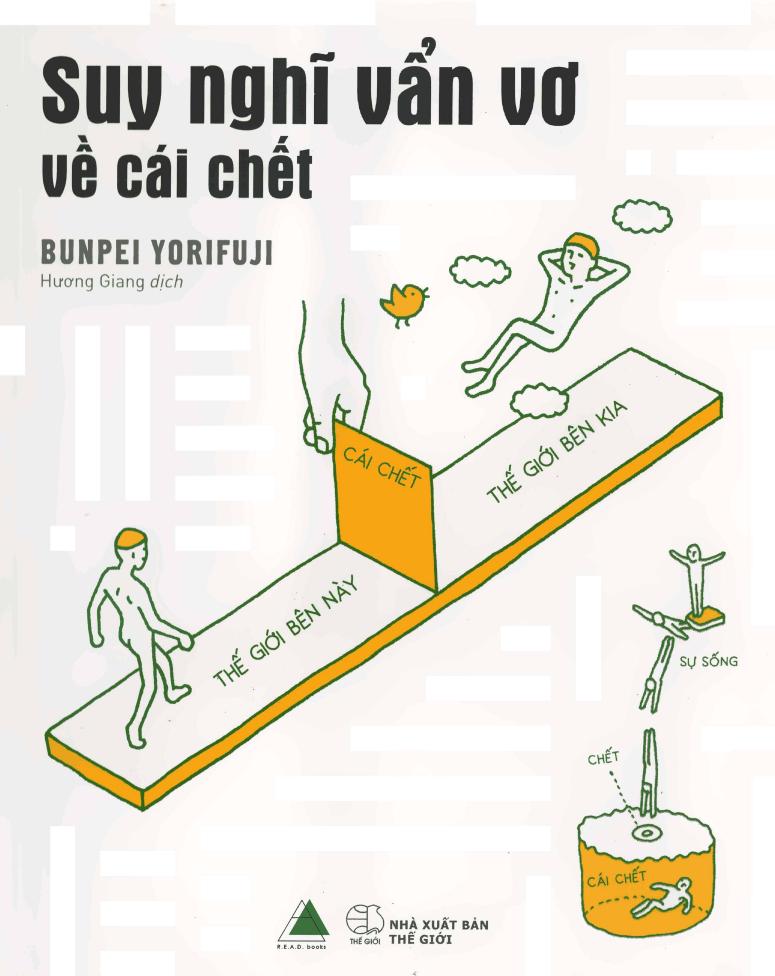 Suy nghĩ vẩn vơ
về cái chết
BUNPEI YORIFUJI
Hương Giang dịch
CÁI CHẾT
THẾ GIỚI BÊN KIA
THẾ GIỚI BÊN NÀY
SỰ SỐNG
CHẾT
CÁI CHẾT
R.E.A.D. books
THẾ GIỚI
NHÀ XUẤT BẢN
THẾ GIỚI